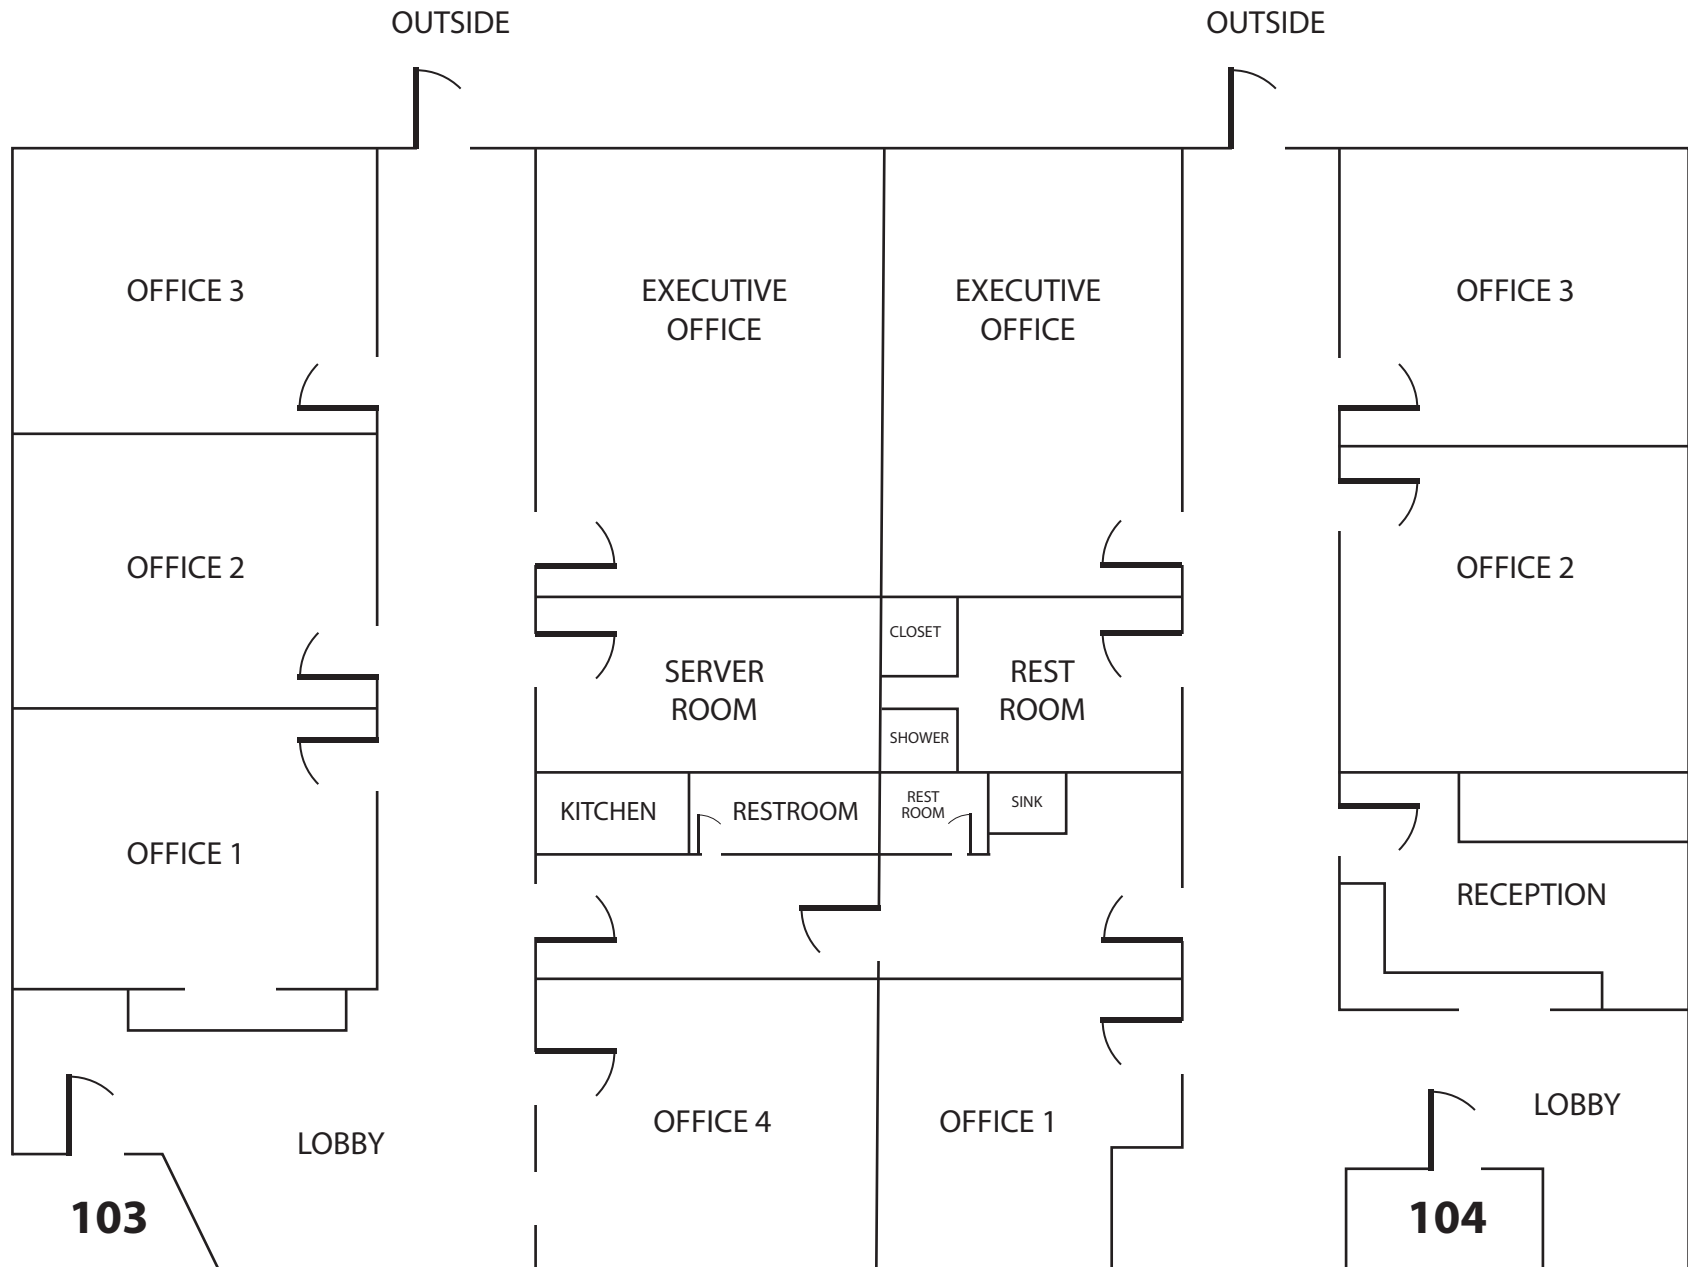 OUTSIDE
OUTSIDE
OFFICE 3
EXECUTIVE
OFFICE
EXECUTIVE
OFFICE
OFFICE 3
OFFICE 2
OFFICE 2
CLOSET
SERVER
ROOM
REST
ROOM
SHOWER
KITCHEN
RESTROOM
REST
ROOM
SINK
OFFICE 1
RECEPTION
LOBBY
OFFICE 4
OFFICE 1
LOBBY
103
104